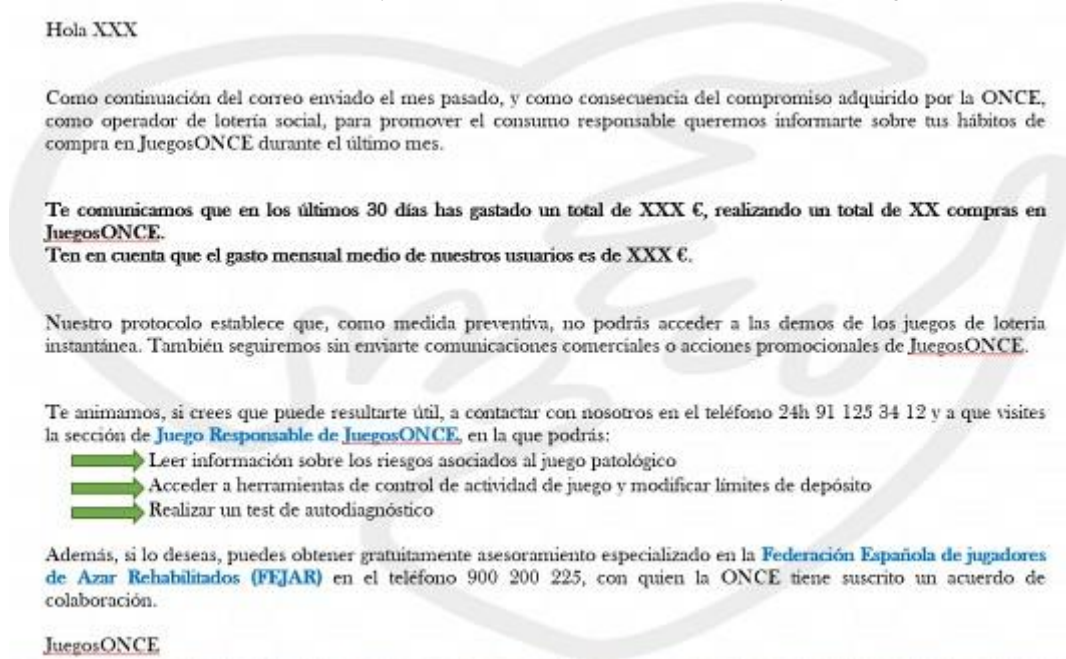 Hola XXX
Como continuación del correo enviado el mes pasado, y como consecuencia del compromiso adquirido por la ONCE,
como operador de lotería social, para promover el consumo responsable queremos informarte sobre tus hábitos de
compra en JuegosONCE durante el último mes.
Te comunicamos que en los últimos 30 días has gastado un total de XXX €, realizando un total de XX compras en
JuegosONCE.
Ten en cuenta que el gasto mensual medio de nuestros usuarios es de XXX €.
Nuestro protocolo establece que, como medida preventiva, no podrás acceder a las demos de los juegos de lotería
instantánea. También seguiremos sin enviarte comunicaciones comerciales o acciones promocionales de JuegosONCE.
Te animamos, si crees que puede resultarte útil, a contactar con nosotros en el teléfono 24h 91 125 34 12 y a que visites
la sección de Juego Responsable de JuegosONCE, en la que podrás:
Leer información sobre los riesgos asociados al juego patológico
Acceder a herramientas de control de actividad de juego y modificar límites de depósito
Realizar un test de autodiagnóstico
Además, si lo deseas, puedes obtener gratuitamente asesoramiento especializado en la Federación Española de jugadores
de Azar Rehabilitados (FEJAR) en el teléfono 900 200 225, con quien la ONCE tiene suscrito un acuerdo de
colaboración.
JuegosONCE